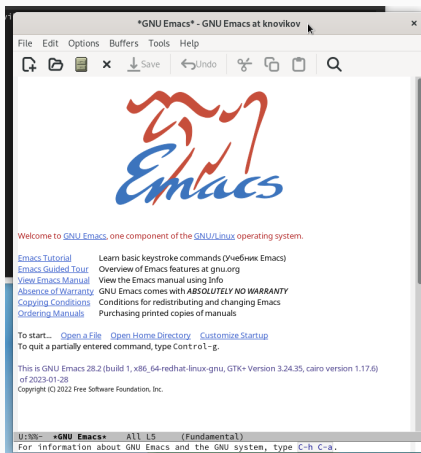 *GNU Emacs* - GNU Emacs at knovikov
File Edit Options Buffers Tools Help
Save Undo
Emacs
Welcome to GNU Emacs, one component of the GNU/Linux operating system.
Emacs Tutorial Learn basic keystroke commands (Учебник Emacs)
Emacs Guided Tour Overview of Emacs features at gnu.org
View Emacs Manual View the Emacs manual using Info
Absence of Warranty GNU Emacs comes with ABSOLUTELY NO WARRANTY
Copying Conditions Conditions for redistributing and changing Emacs
Ordering Manuals Purchasing printed copies of manuals
To start... Open a File Open Home Directory Customize Startup
To quit a partially entered command, type Control-g.
This is GNU Emacs 28.2 (build 1, x86_64-redhat-linux-gnu, GTK+ Version 3.24.35, cairo version 1.17.6)
of 2023-01-28
Copyright (C) 2022 Free Software Foundation, Inc.
U:%%- *GNU Emacs* All L5 (Fundamental)
For information about GNU Emacs and the GNU system, type C-h C-a.